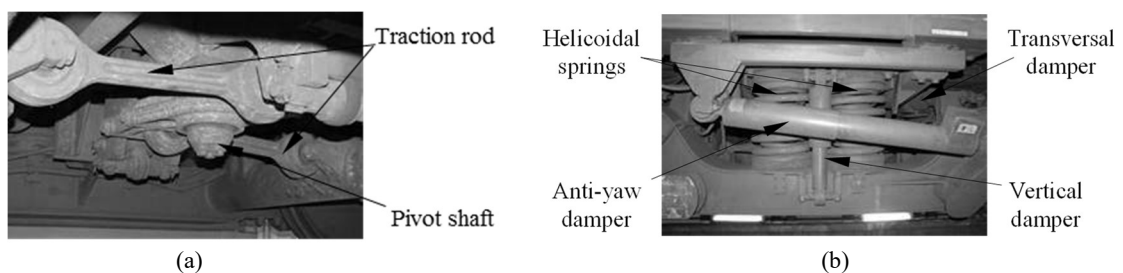 Traction rod
Pivot shaft
(a)
Helicoidal
springs
Transversal
damper
Anti-yaw
damper
Vertical
damper
(b)